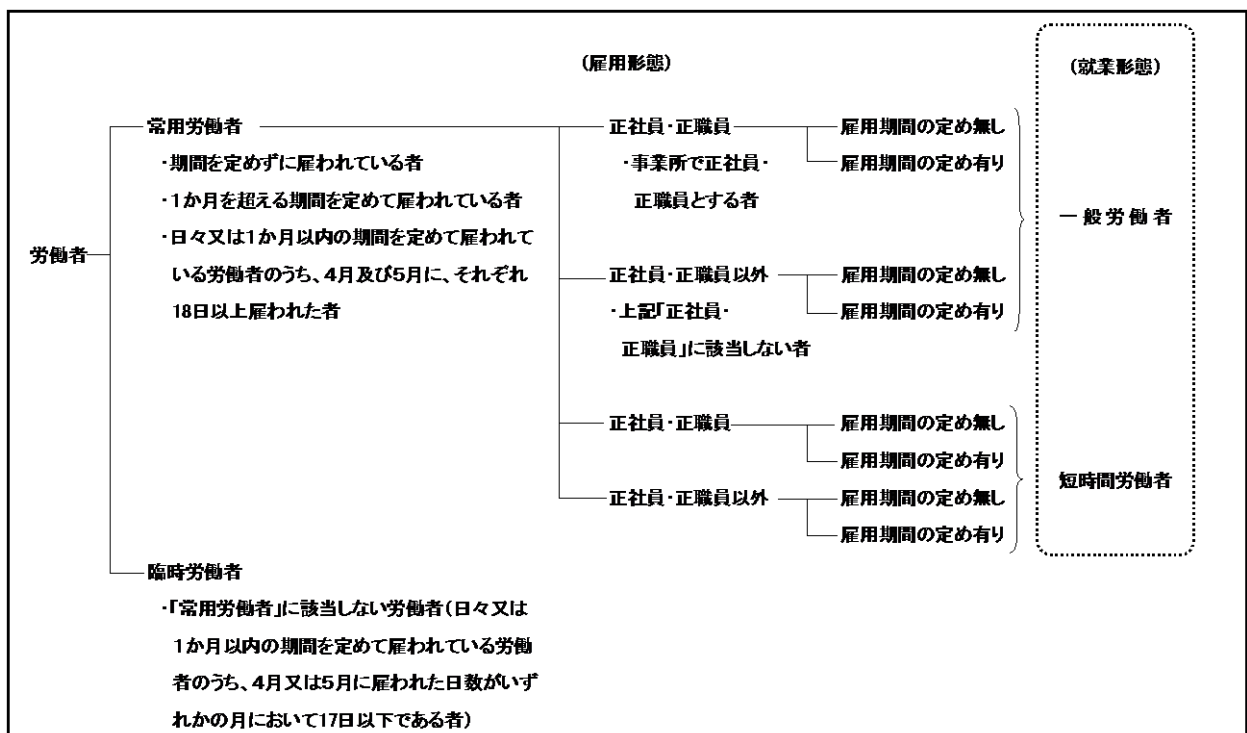 (雇用形態)
(就業形態)
労働者
常用労働者
・期間を定めずに雇われている者
・1か月を超える期間を定めて雇われている者
・日々又は1か月以内の期間を定めて雇われて
いる労働者のうち、4月及び5月に、それぞれ
18日以上雇われた者
正社員・正職員
・事業所で正社員・
正職員とする者
雇用期間の定め無し
雇用期間の定め有り
正社員・正職員以外
・上記「正社員・
正職員」に該当しない者
雇用期間の定め無し
雇用期間の定め有り
一般労働者
正社員・正職員
雇用期間の定め無し
雇用期間の定め有り
正社員・正職員以外
雇用期間の定め無し
雇用期間の定め有り
短時間労働者
臨時労働者
・「常用労働者」に該当しない労働者(日々又は
1か月以内の期間を定めて雇われている労働
者のうち、4月又は5月に雇われた日数がいず
れかの月において17日以下である者)